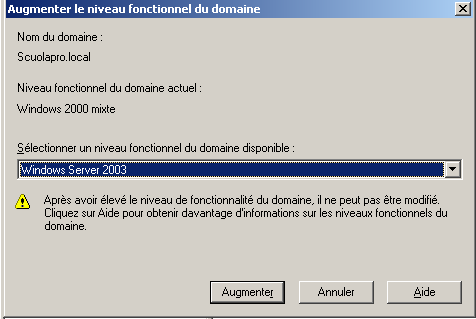 Augmenter le niveau fonctionnel du domaine
Nom du domaine :
Scuolapro.local
Niveau fonctionnel du domaine actuel :
Windows 2000 mixte
Sélectionner un niveau fonctionnel du domaine disponible :
Windows Server 2003
Après avoir élevé le niveau de fonctionnalité du domaine, il ne peut pas être modifié.
Cliquez sur Aide pour obtenir davantage d'informations sur les niveaux fonctionnels du
domaine.
Augmenter
Annuler
Aide